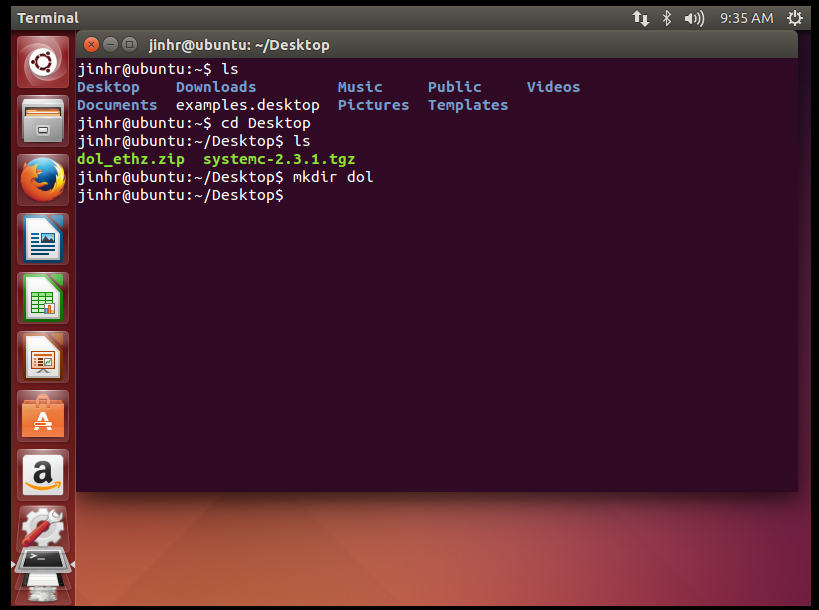 Terminal 9:35 AM
jinhr@ubuntu: ~/Desktop
jinhr@ubuntu:~$ ls
Desktop    Downloads         Music     Public     Videos
Documents  examples.desktop  Pictures  Templates
jinhr@ubuntu:~$ cd Desktop
jinhr@ubuntu:~/Desktop$ ls
dol_ethz.zip  systemc-2.3.1.tgz
jinhr@ubuntu:~/Desktop$ mkdir dol
jinhr@ubuntu:~/Desktop$